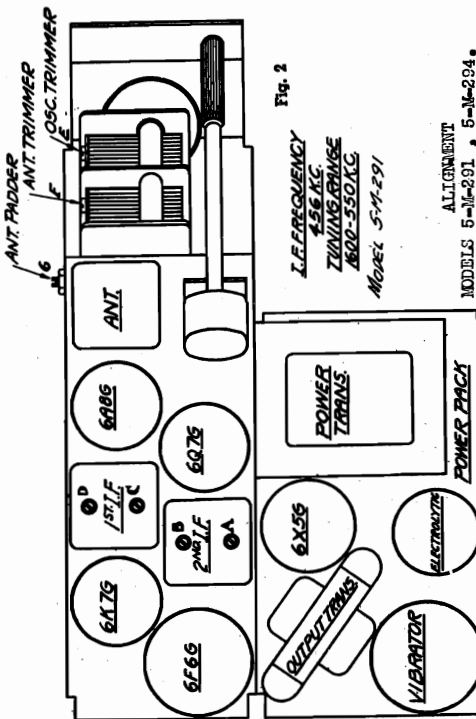 ANT. PADDER
ANT. TRIMMER
OSC. TRIMMER
G
F
E
ANT.
6A8G
6Q7G
D
1ST. I.F.
C
B
2ND. I.F.
A
6K7G
6F6G
Fig. 2
I.F. FREQUENCY
456 K.C.
TUNING RANGE
1600-550 K.C.
MODEL 5-M-291
POWER
TRANS.
6X5G
OUTPUT TRANS.
ELECTROLYTIC
VIBRATOR
POWER PACK
ALIGNMENT
MODELS 5-M-291, 5-M-294.